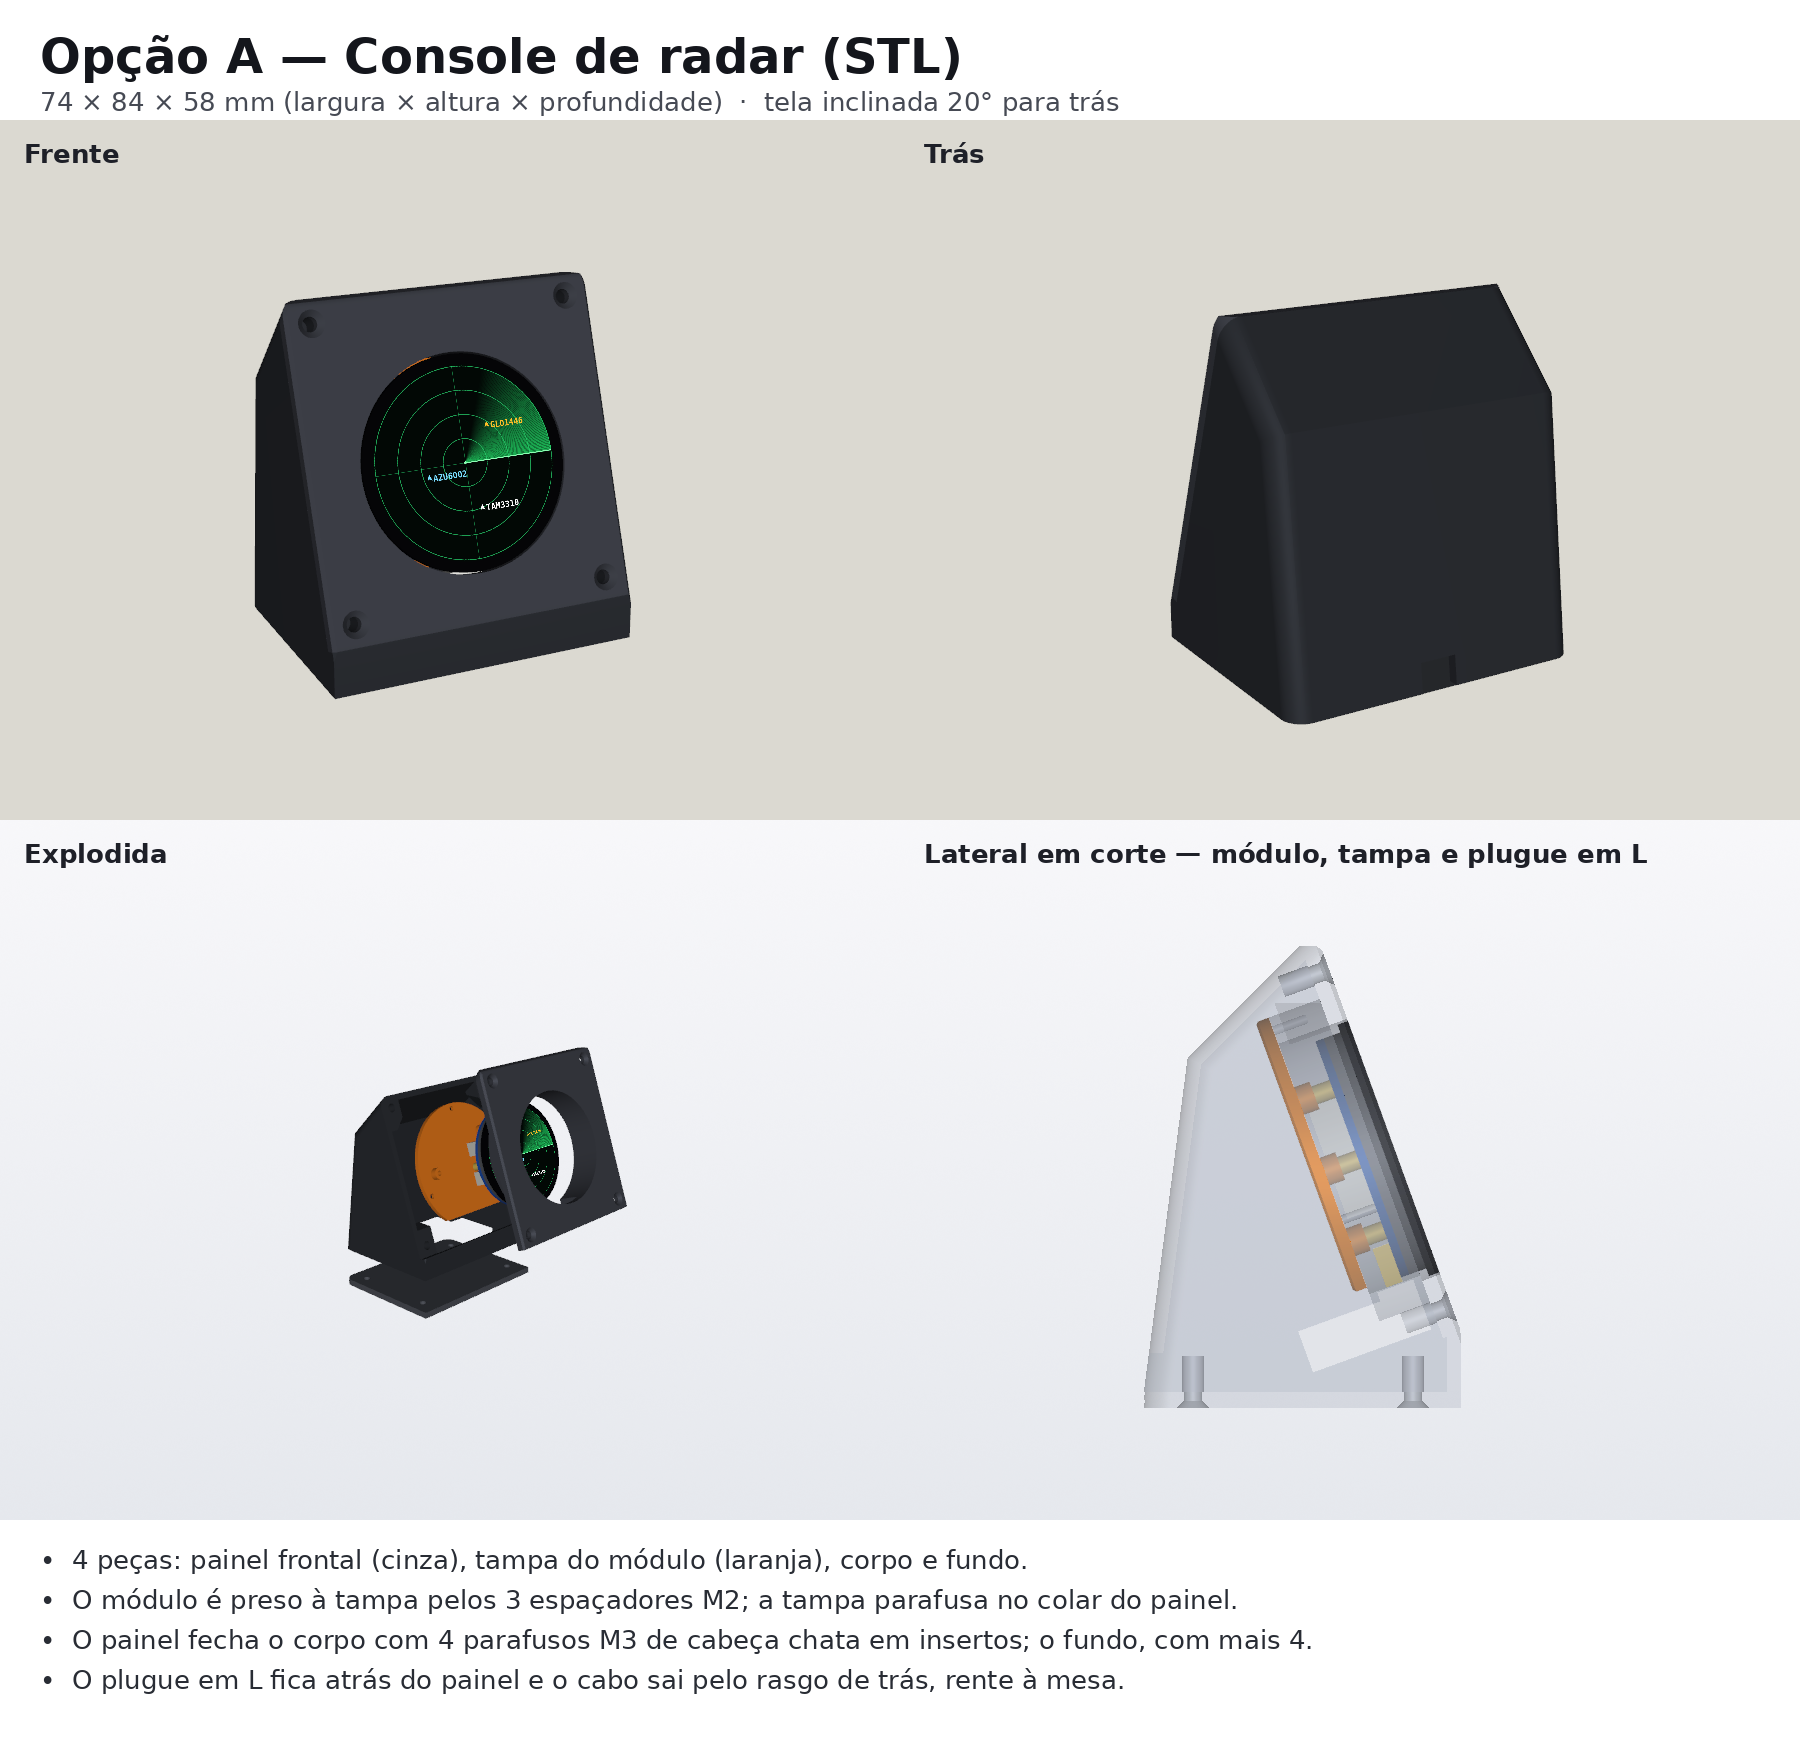 Opção A — Console de radar (STL)
74 × 84 × 58 mm (largura × altura × profundidade)  ·  tela inclinada 20° para trás
Frente
Trás
GLO1446
AZU6002
TAM3310
Explodida
Lateral em corte — módulo, tampa e plugue em L
• 4 peças: painel frontal (cinza), tampa do módulo (laranja), corpo e fundo.
• O módulo é preso à tampa pelos 3 espaçadores M2; a tampa parafusa no colar do painel.
• O painel fecha o corpo com 4 parafusos M3 de cabeça chata em insertos; o fundo, com mais 4.
• O plugue em L fica atrás do painel e o cabo sai pelo rasgo de trás, rente à mesa.